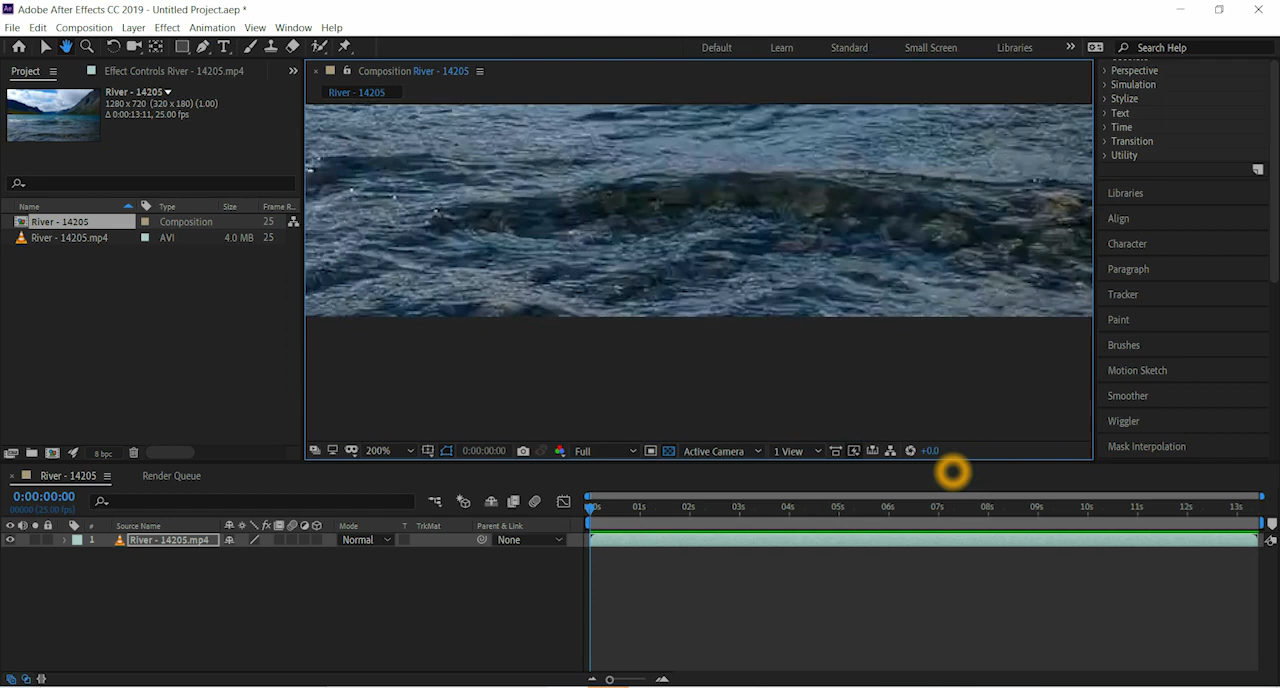 Adobe After Effects CC 2019 - Untitled Project.aep *
File Edit Composition Layer Effect Animation View Window Help
Default Learn Standard Small Screen Libraries Search Help
Project Effect Controls River - 14205.mp4
River - 14205
1280 x 720 (320 x 180) (1.00)
Δ 0:00:13:11, 25.00 fps
Name Type Size Frame R...
River - 14205 Composition 25
River - 14205.mp4 AVI 4.0 MB 25
8 bpc
Composition River - 14205
River - 14205
200% 0:00:00:00 Full Active Camera 1 View +0.0
Perspective
Simulation
Stylize
Text
Time
Transition
Utility
Libraries
Align
Character
Paragraph
Tracker
Paint
Brushes
Motion Sketch
Smoother
Wiggler
Mask Interpolation
River - 14205 Render Queue
0:00:00:00
00000 (25.00 fps)
# Source Name Mode T TrkMat Parent & Link
1 River - 14205.mp4 Normal None
01s 02s 03s 04s 05s 06s 07s 08s 09s 10s 11s 12s 13s